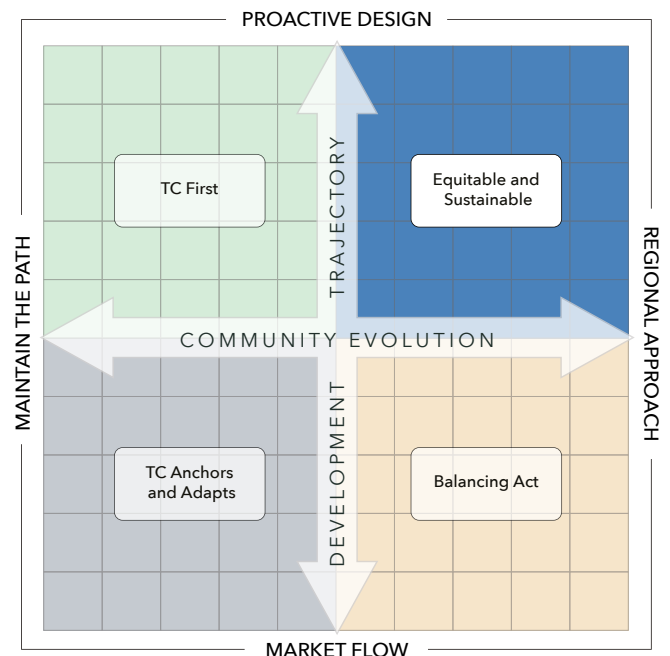 PROACTIVE DESIGN
TC First
Equitable and
Sustainable
TRAJECTORY
MAINTAIN THE PATH
REGIONAL APPROACH
COMMUNITY EVOLUTION
TC Anchors
and Adapts
Balancing Act
DEVELOPMENT
MARKET FLOW